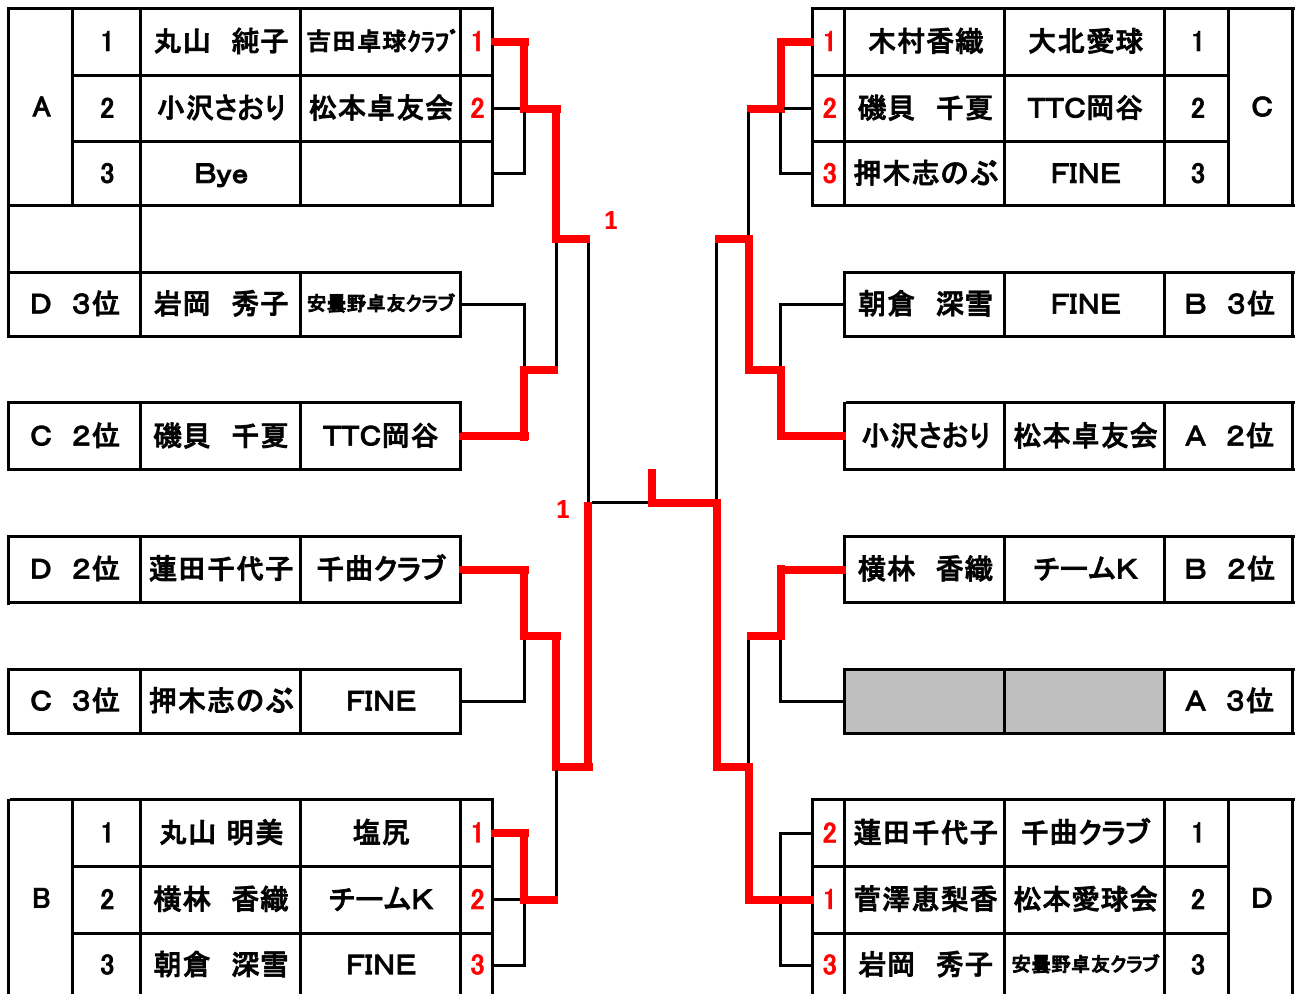 A 1 丸山　純子 吉田卓球クラブ 1
2 小沢さおり 松本卓友会 2
3 Bye
D 3位 岩岡　秀子 安曇野卓友クラブ
C 2位 磯貝　千夏 TTC岡谷
D 2位 蓮田千代子 千曲クラブ
C 3位 押木志のぶ FINE
B 1 丸山 明美 塩尻 1
2 横林　香織 チームK 2
3 朝倉　深雪 FINE 3
1
1
1 木村香織 大北愛球 1 C
2 磯貝　千夏 TTC岡谷 2
3 押木志のぶ FINE 3
朝倉　深雪 FINE B 3位
小沢さおり 松本卓友会 A 2位
横林　香織 チームK B 2位
A 3位
2 蓮田千代子 千曲クラブ 1 D
1 菅澤恵梨香 松本愛球会 2
3 岩岡　秀子 安曇野卓友クラブ 3